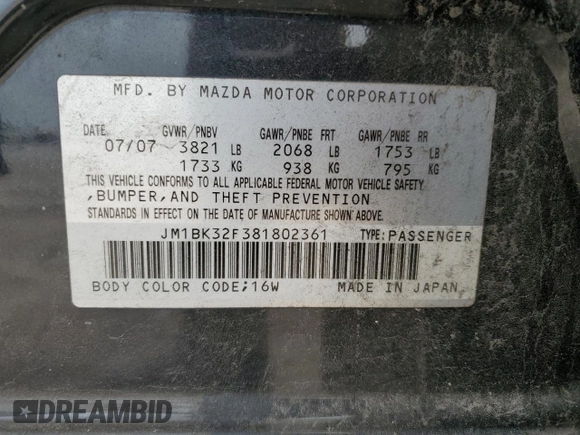 MFD. BY MAZDA MOTOR CORPORATION
DATE GVWR/PNBV GAWR/PNBE FRT GAWR/PNBE RR
07/07 3821 LB 2068 LB 1753 LB
1733 KG 938 KG 795 KG
THIS VEHICLE CONFORMS TO ALL APPLICABLE FEDERAL MOTOR VEHICLE SAFETY
,BUMPER,AND THEFT PREVENTION
STANDARDS IN EFFECT ON THE DATE OF MANUFACTURE SHOWN ABOVE.
JM1BK32F381802361 TYPE:PASSENGER
BODY COLOR CODE;16W MADE IN JAPAN
DREAMBID